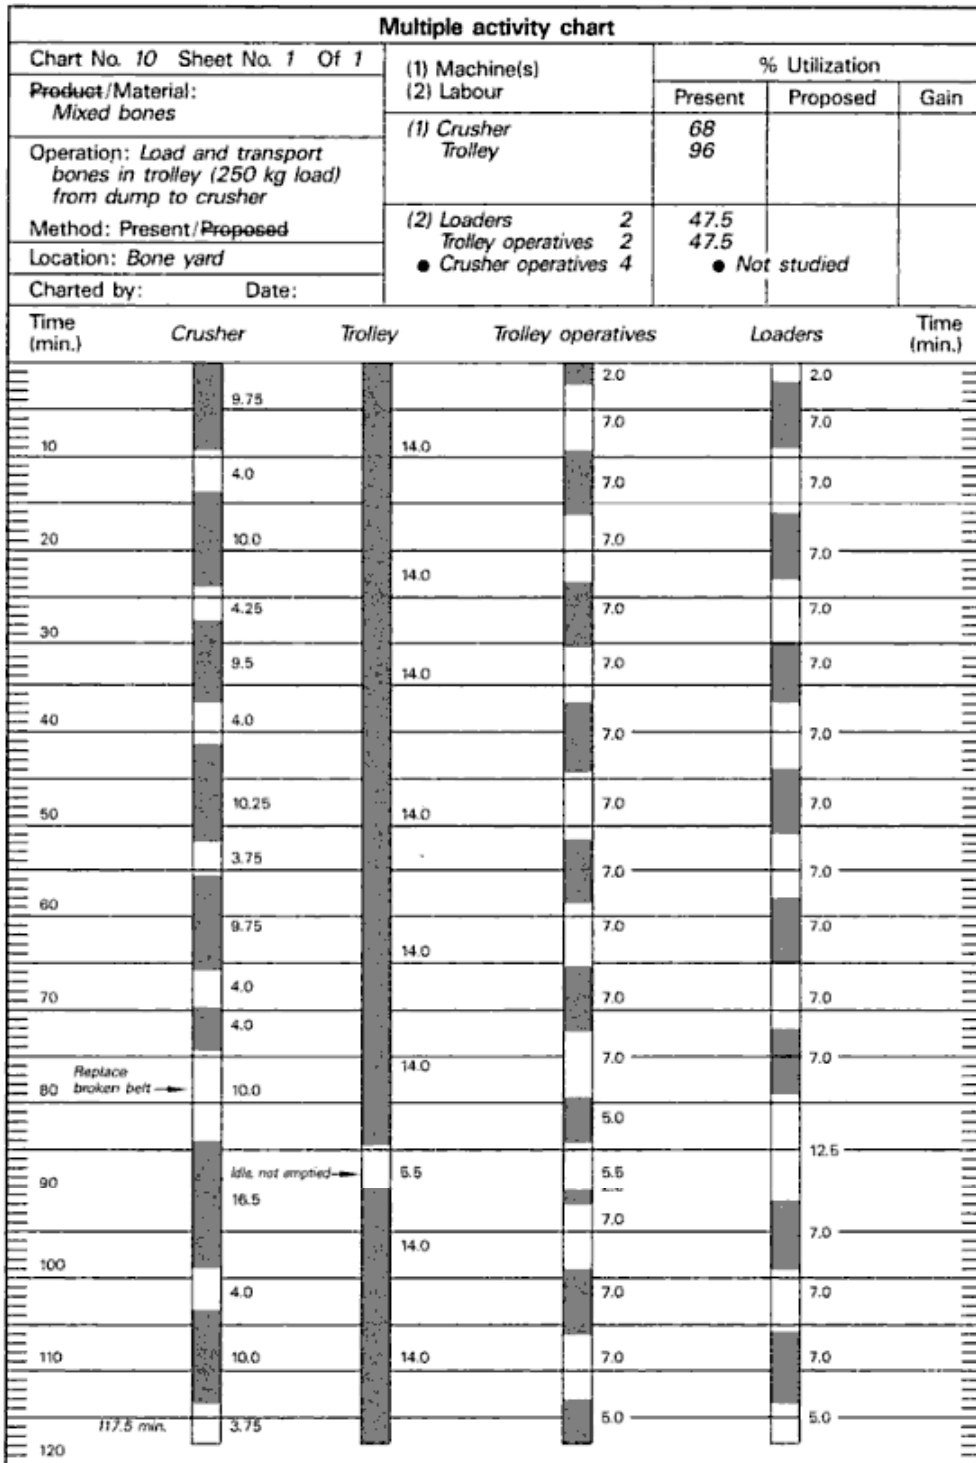 Multiple activity chart
Chart No. 10 Sheet No. 1 Of 1
Product/Material:
Mixed bones
Operation: Load and transport
bones in trolley (250 kg load)
from dump to crusher
Method: Present/Proposed
Location: Bone yard
Charted by: Date:
(1) Machine(s)
(2) Labour
% Utilization
Present Proposed Gain
(1) Crusher 68
Trolley 96
(2) Loaders 2 47.5
Trolley operatives 2 47.5
● Crusher operatives 4 ● Not studied
Time
(min.)
Crusher Trolley Trolley operatives Loaders
Time
(min.)
2.0 2.0
9.75
7.0 7.0
10 14.0
4.0 7.0 7.0
20 10.0 7.0
7.0
14.0
4.25 7.0 7.0
30
9.5 14.0 7.0 7.0
40 4.0
7.0 7.0
10.25 7.0 7.0
50 14.0
3.75
7.0 7.0
60
9.75 7.0 7.0
14.0
4.0
70 7.0 7.0
4.0
Replace 14.0 7.0 7.0
80 broken belt 10.0
5.0
12.5
Idle, not emptied 5.5 5.5
90
16.5
7.0
14.0 7.0
100
4.0 7.0 7.0
110 10.0 14.0 7.0 7.0
117.5 min. 3.75 5.0 5.0
120